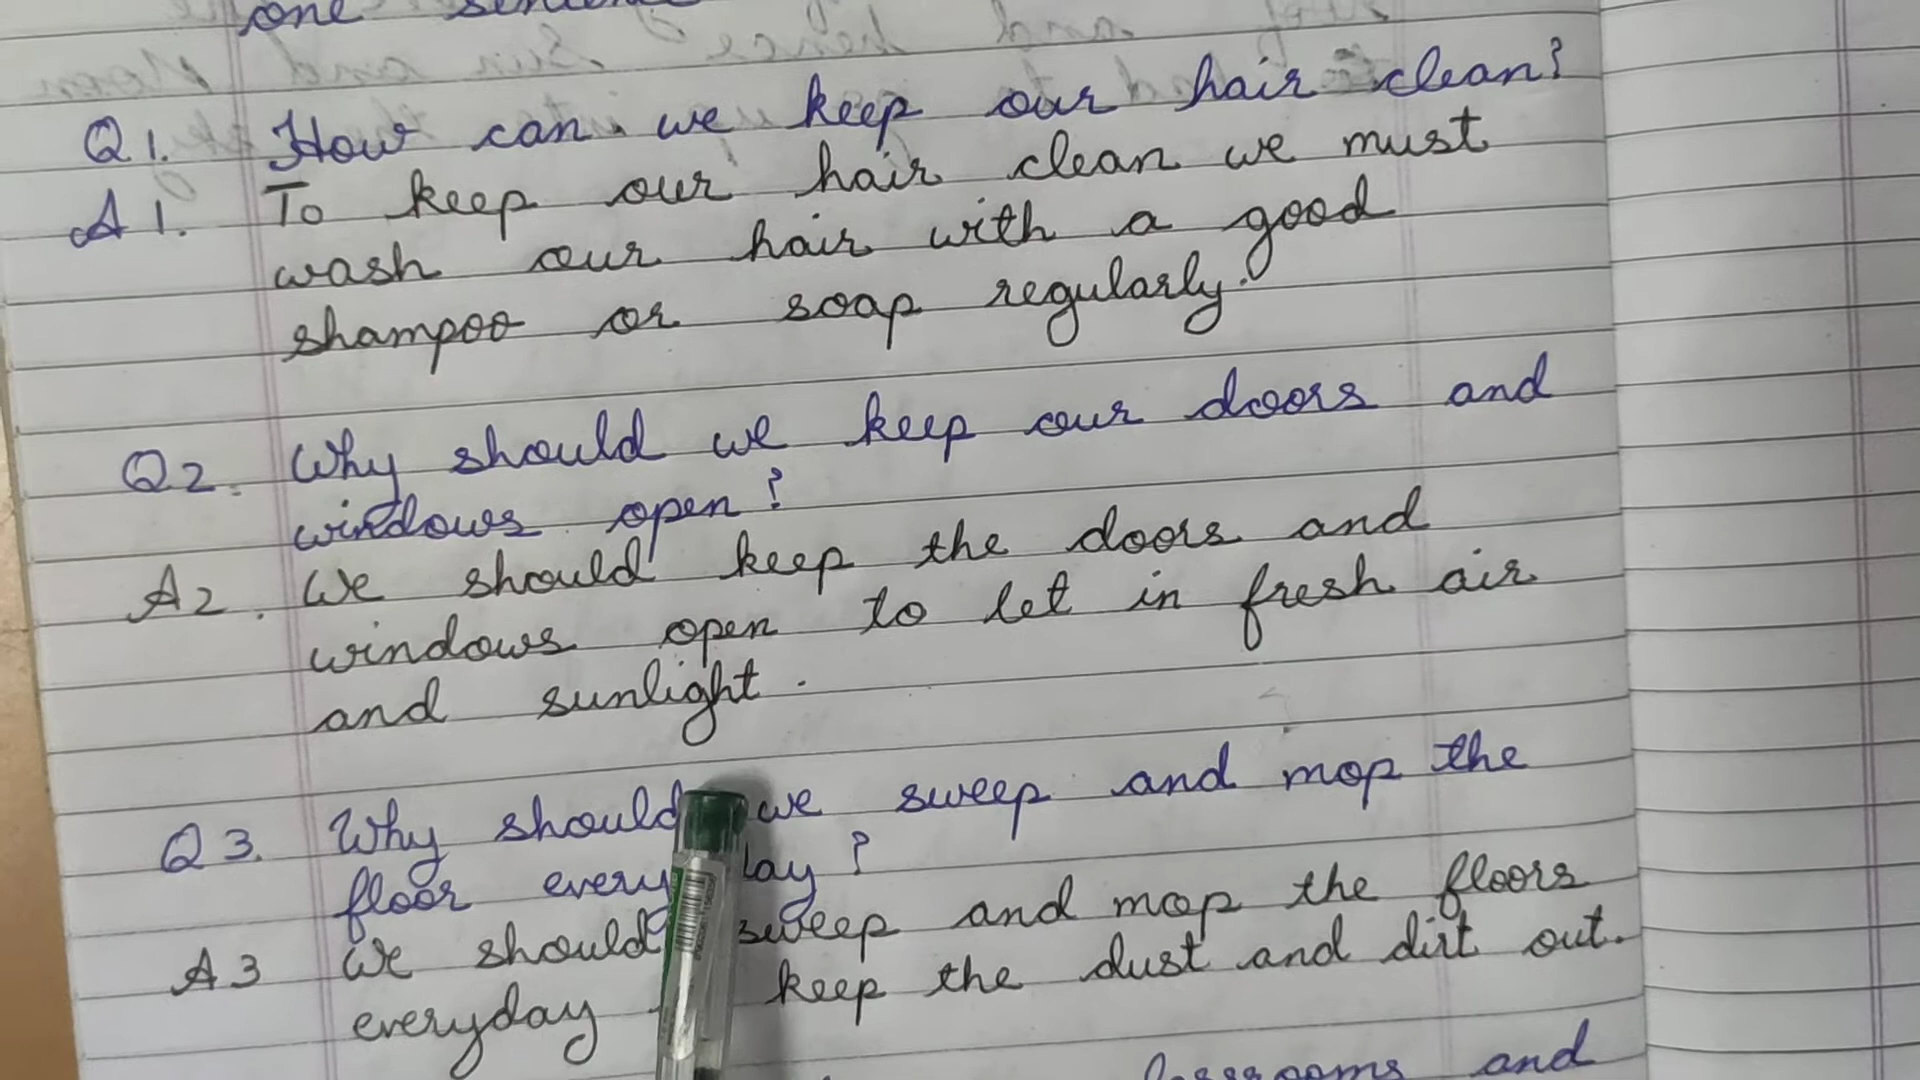 one sentence
Q1. How can we keep our hair clean?
A1. To keep our hair clean we must
wash our hair with a good
shampoo or soap regularly.
Q2. Why should we keep our doors and
windows open?
A2. We should keep the doors and
windows open to let in fresh air
and sunlight.
Q3. Why should we sweep and mop the
floor every day?
A3 We should sweep and mop the floors
everyday keep the dust and dirt out.
and